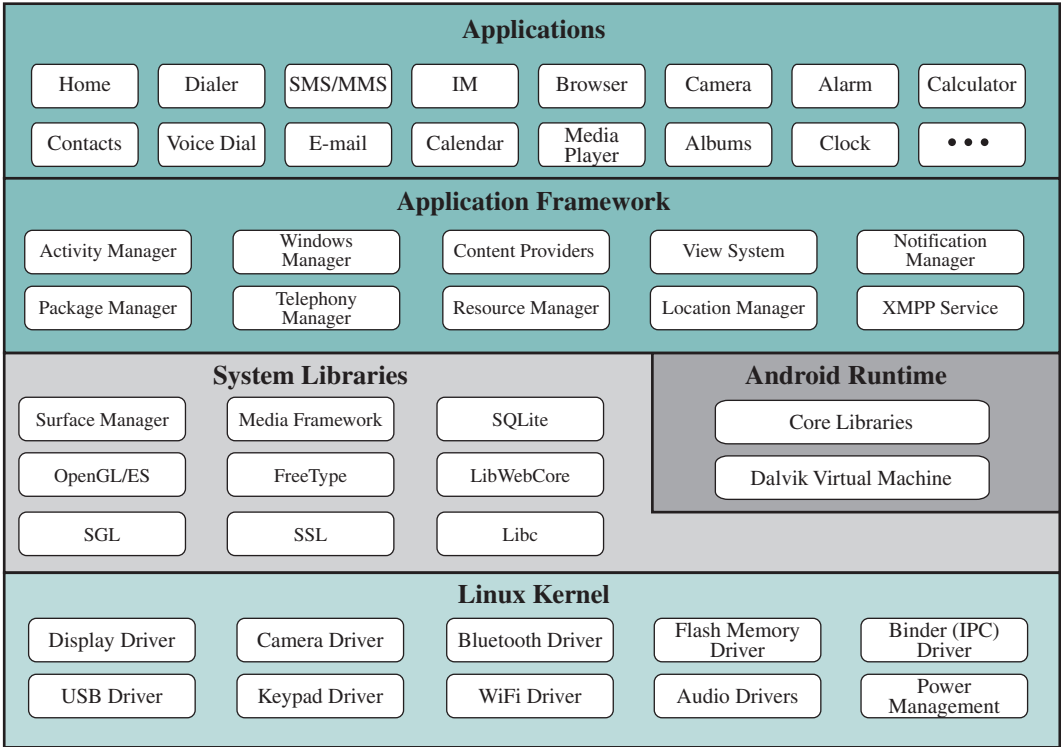 Applications
Home
Dialer
SMS/MMS
IM
Browser
Camera
Alarm
Calculator
Contacts
Voice Dial
E-mail
Calendar
Media
Player
Albums
Clock
•••
Application Framework
Activity Manager
Windows
Manager
Content Providers
View System
Notification
Manager
Package Manager
Telephony
Manager
Resource Manager
Location Manager
XMPP Service
System Libraries
Surface Manager
Media Framework
SQLite
OpenGL/ES
FreeType
LibWebCore
SGL
SSL
Libc
Android Runtime
Core Libraries
Dalvik Virtual Machine
Linux Kernel
Display Driver
Camera Driver
Bluetooth Driver
Flash Memory
Driver
Binder (IPC)
Driver
USB Driver
Keypad Driver
WiFi Driver
Audio Drivers
Power
Management